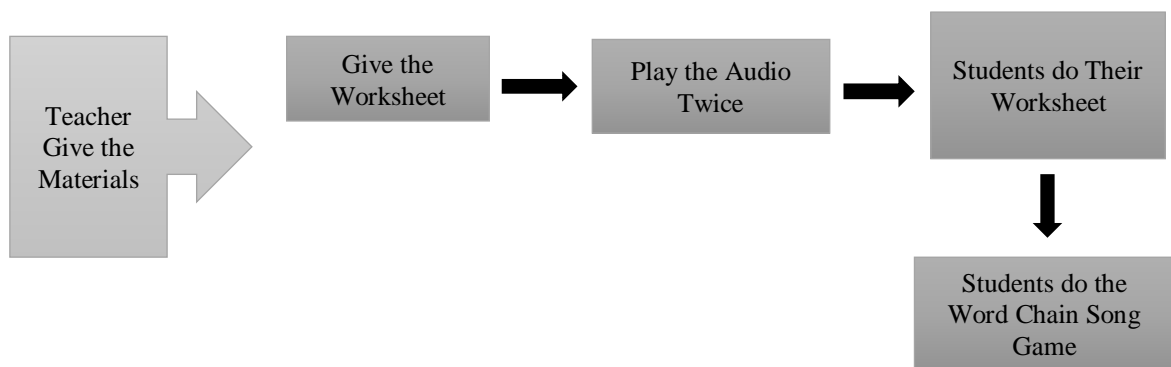 Teacher
Give the
Materials
Give the
Worksheet
Play the Audio
Twice
Students do Their
Worksheet
Students do the
Word Chain Song
Game